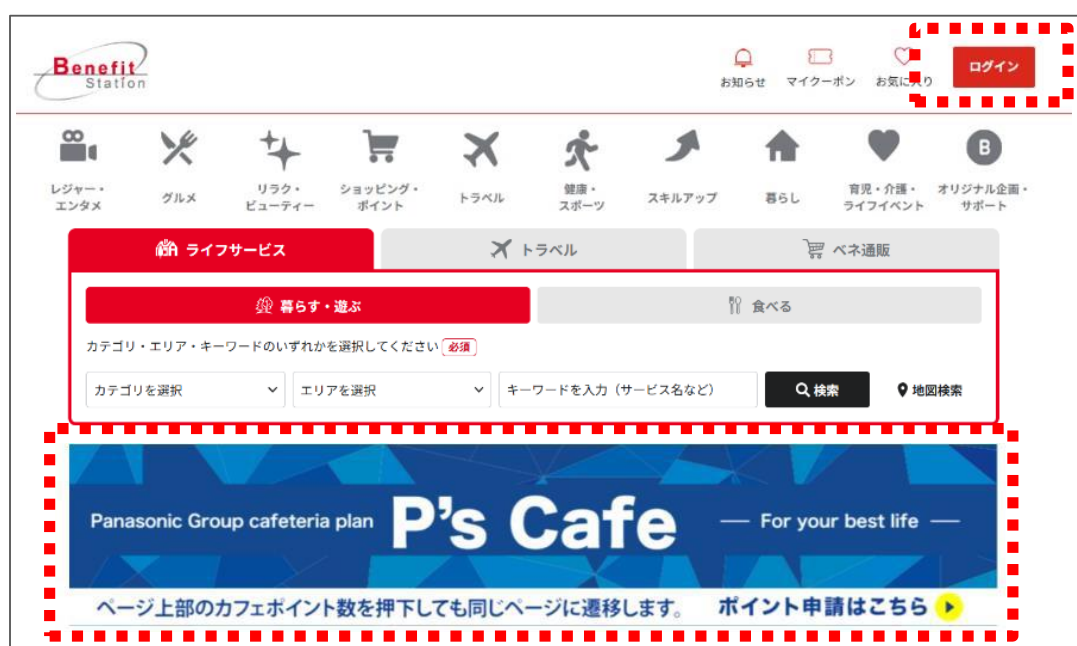 Benefit
Station
お知らせ
マイクーポン
お気に入り
ログイン
レジャー・
エンタメ
グルメ
リラク・
ビューティー
ショッピング・
ポイント
トラベル
健康・
スポーツ
スキルアップ
暮らし
育児・介護・
ライフイベント
B
オリジナル企画・
サポート
ライフサービス
トラベル
ベネ通販
暮らす・遊ぶ
食べる
カテゴリ・エリア・キーワードのいずれかを選択してください 必須
カテゴリを選択
エリアを選択
キーワードを入力（サービス名など）
検索
地図検索
Panasonic Group cafeteria plan P's Cafe — For your best life —
ページ上部のカフェポイント数を押下しても同じページに遷移します。 ポイント申請はこちら